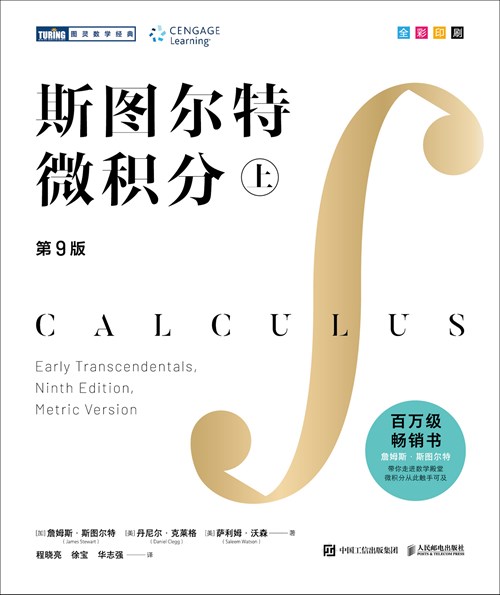 TURING 图灵数学经典
CENGAGE
Learning®
全彩印刷
斯图尔特
微积分 上
第9版
CALCULUS
Early Transcendentals,
Ninth Edition,
Metric Version
百万级
畅销书
詹姆斯·斯图尔特
带你走进数学殿堂
微积分从此触手可及
[加] 詹姆斯·斯图尔特 [美] 丹尼尔·克莱格 [美] 萨利姆·沃森 —— 著
(James Stewart) (Daniel Clegg) (Saleem Watson)
程晓亮 徐宝 华志强 —— 译
中国工信出版集团
人民邮电出版社
POSTS & TELECOM PRESS